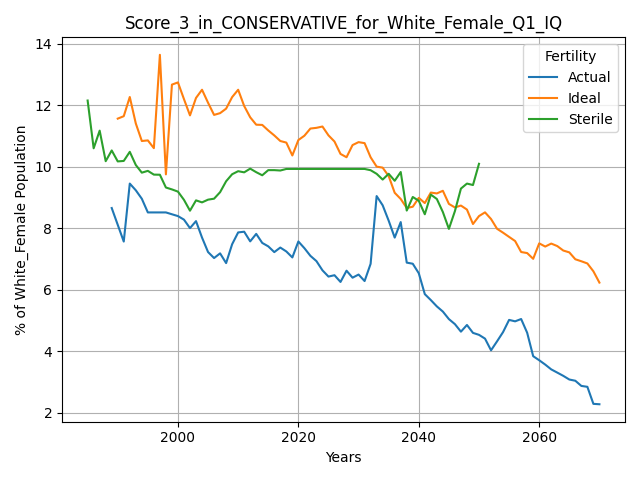 Score_3_in_CONSERVATIVE_for_White_Female_Q1_IQ
Fertility
Actual
Ideal
Sterile
% of White_Female Population
14
12
10
8
6
4
2
2000
2020
2040
2060
Years